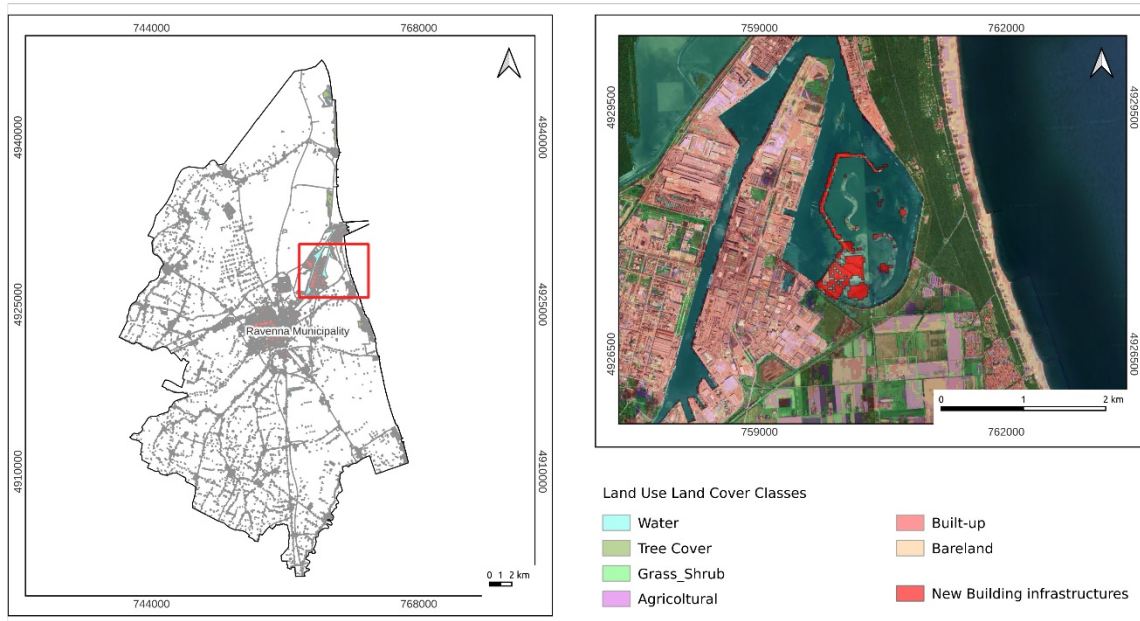 744000
768000
4940000
4940000
4925000
4925000
4910000
4910000
Ravenna Municipality
0 1 2 km
744000
768000
759000
762000
4929500
4929500
4926500
4926500
0 1 2 km
759000
762000
Land Use Land Cover Classes
Water
Tree Cover
Grass_Shrub
Agricoltural
Built-up
Bareland
New Building infrastructures